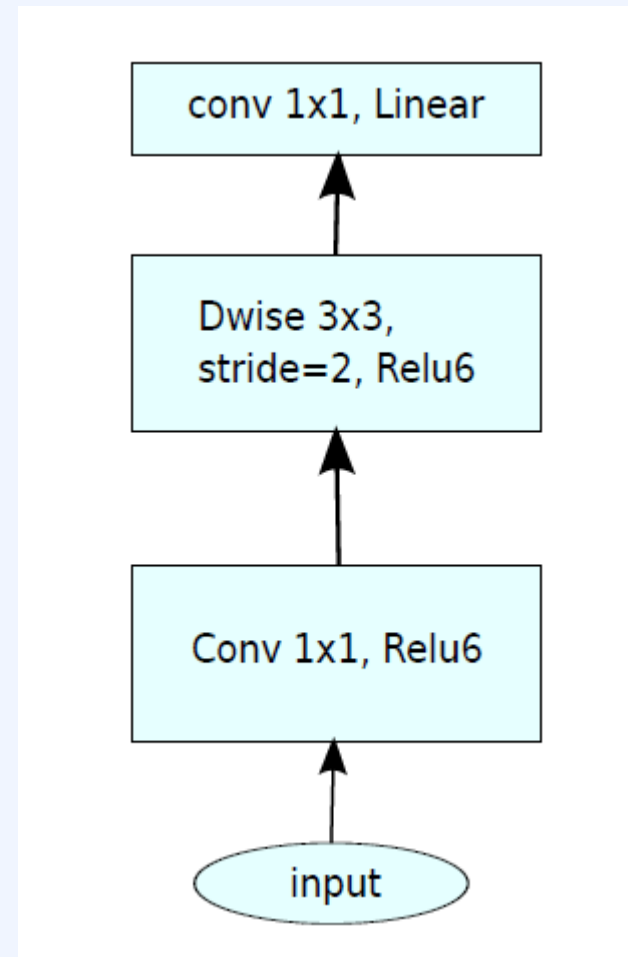 conv 1x1, Linear
Dwise 3x3,
stride=2, Relu6
Conv 1x1, Relu6
input